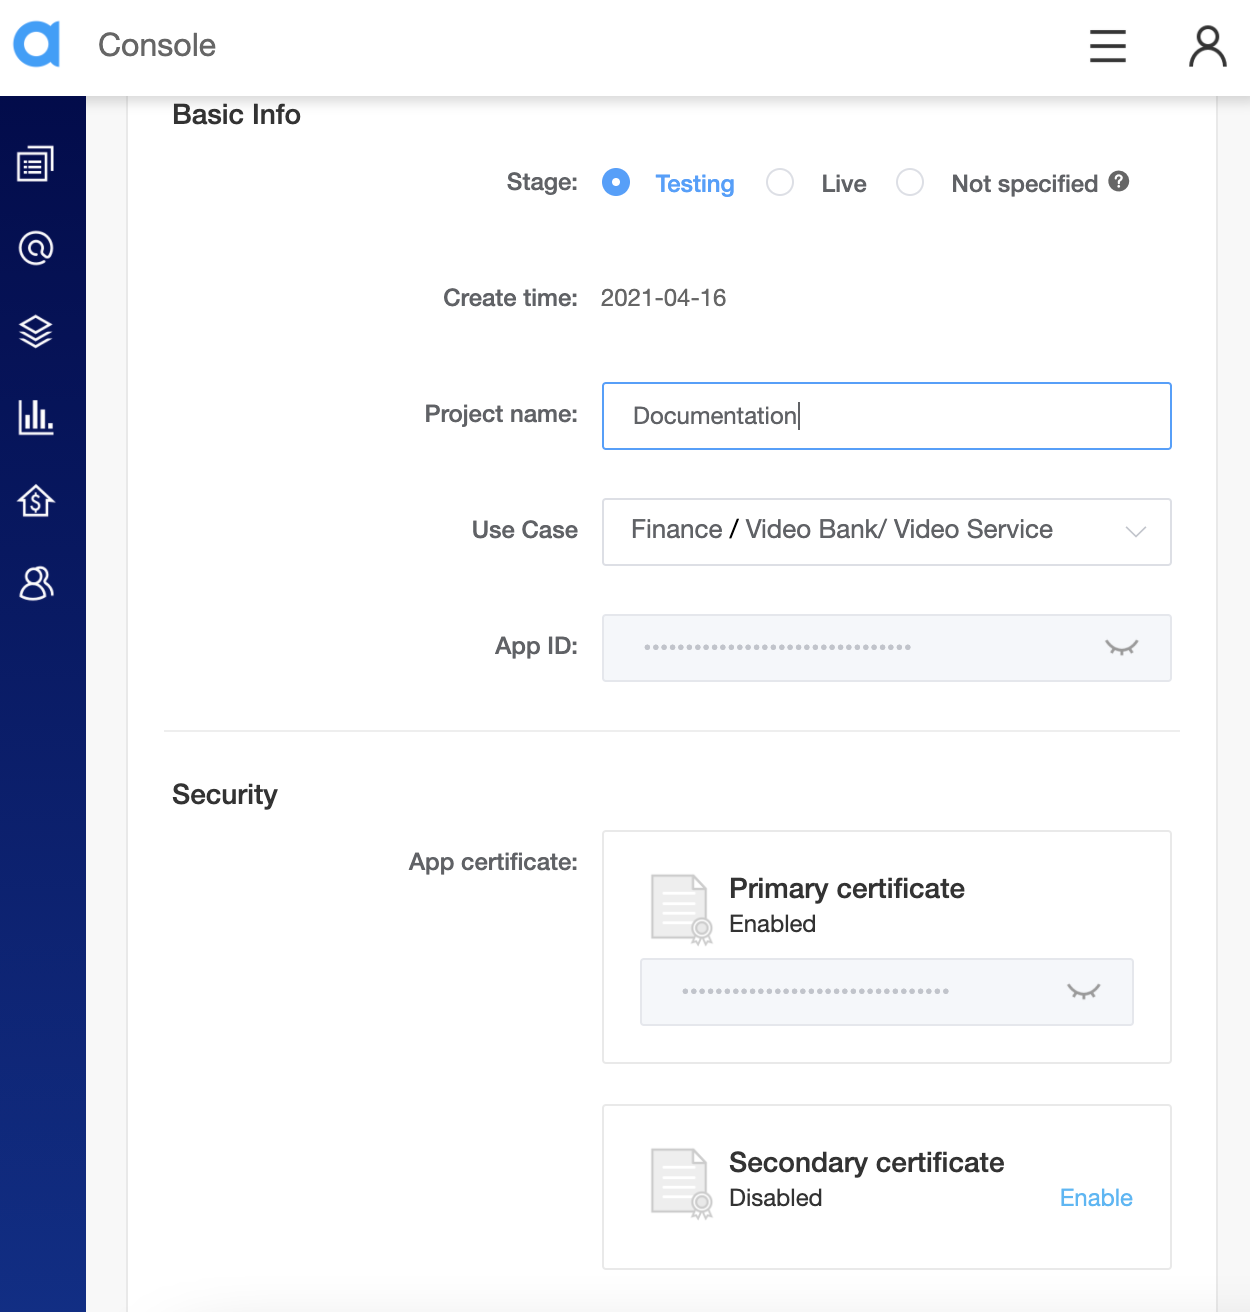 Console
Basic Info
Stage: Testing Live Not specified ?
Create time: 2021-04-16
Project name: Documentation
Use Case Finance / Video Bank/ Video Service
App ID: ••••••••••••••••••••••••••••••••
Security
App certificate:
Primary certificate
Enabled
••••••••••••••••••••••••••••••••
Secondary certificate
Disabled Enable